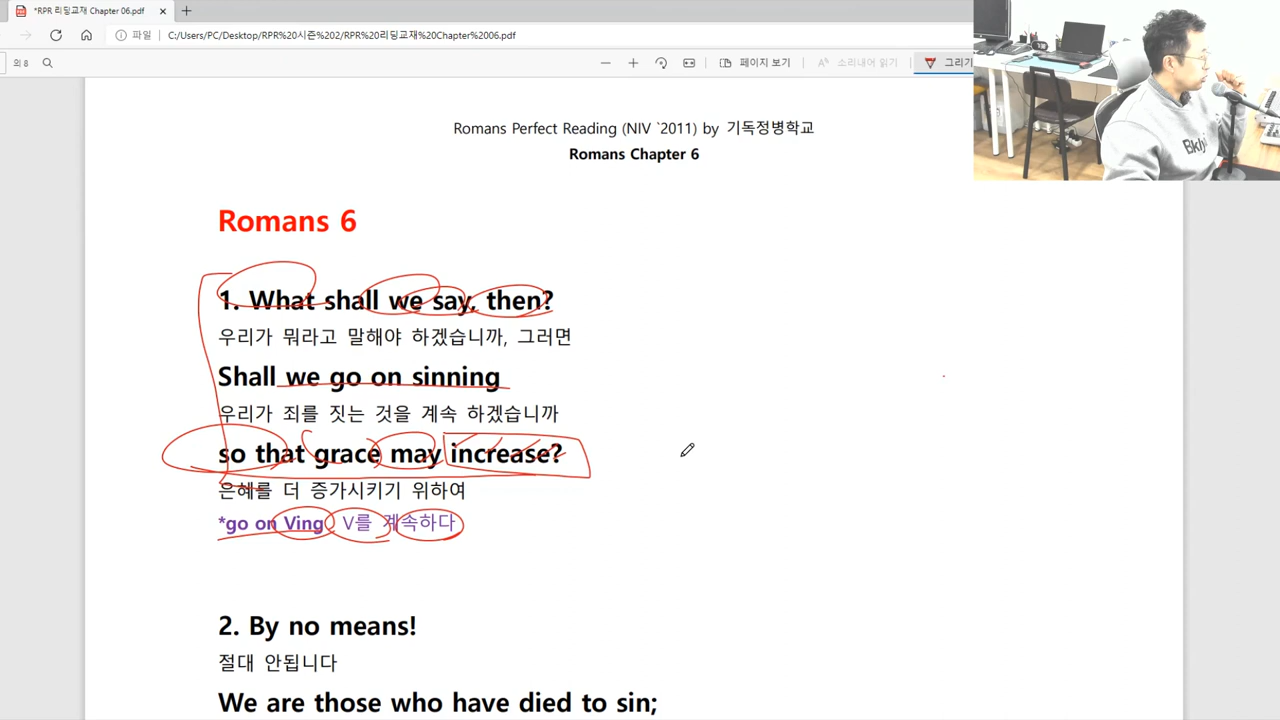 *RPR 리딩교재 Chapter 06.pdf
파일 C:/Users/PC/Desktop/RPR%20시즌%202/RPR%20리딩교재%20Chapter%2006.pdf
외 8 페이지 보기 소리내어 읽기 그리기
Romans Perfect Reading (NIV `2011) by 기독정병학교
Romans Chapter 6
Romans 6
1. What shall we say, then?
우리가 뭐라고 말해야 하겠습니까, 그러면
Shall we go on sinning
우리가 죄를 짓는 것을 계속 하겠습니까
so that grace may increase?
은혜를 더 증가시키기 위하여
*go on Ving V를 계속하다
2. By no means!
절대 안됩니다
We are those who have died to sin;